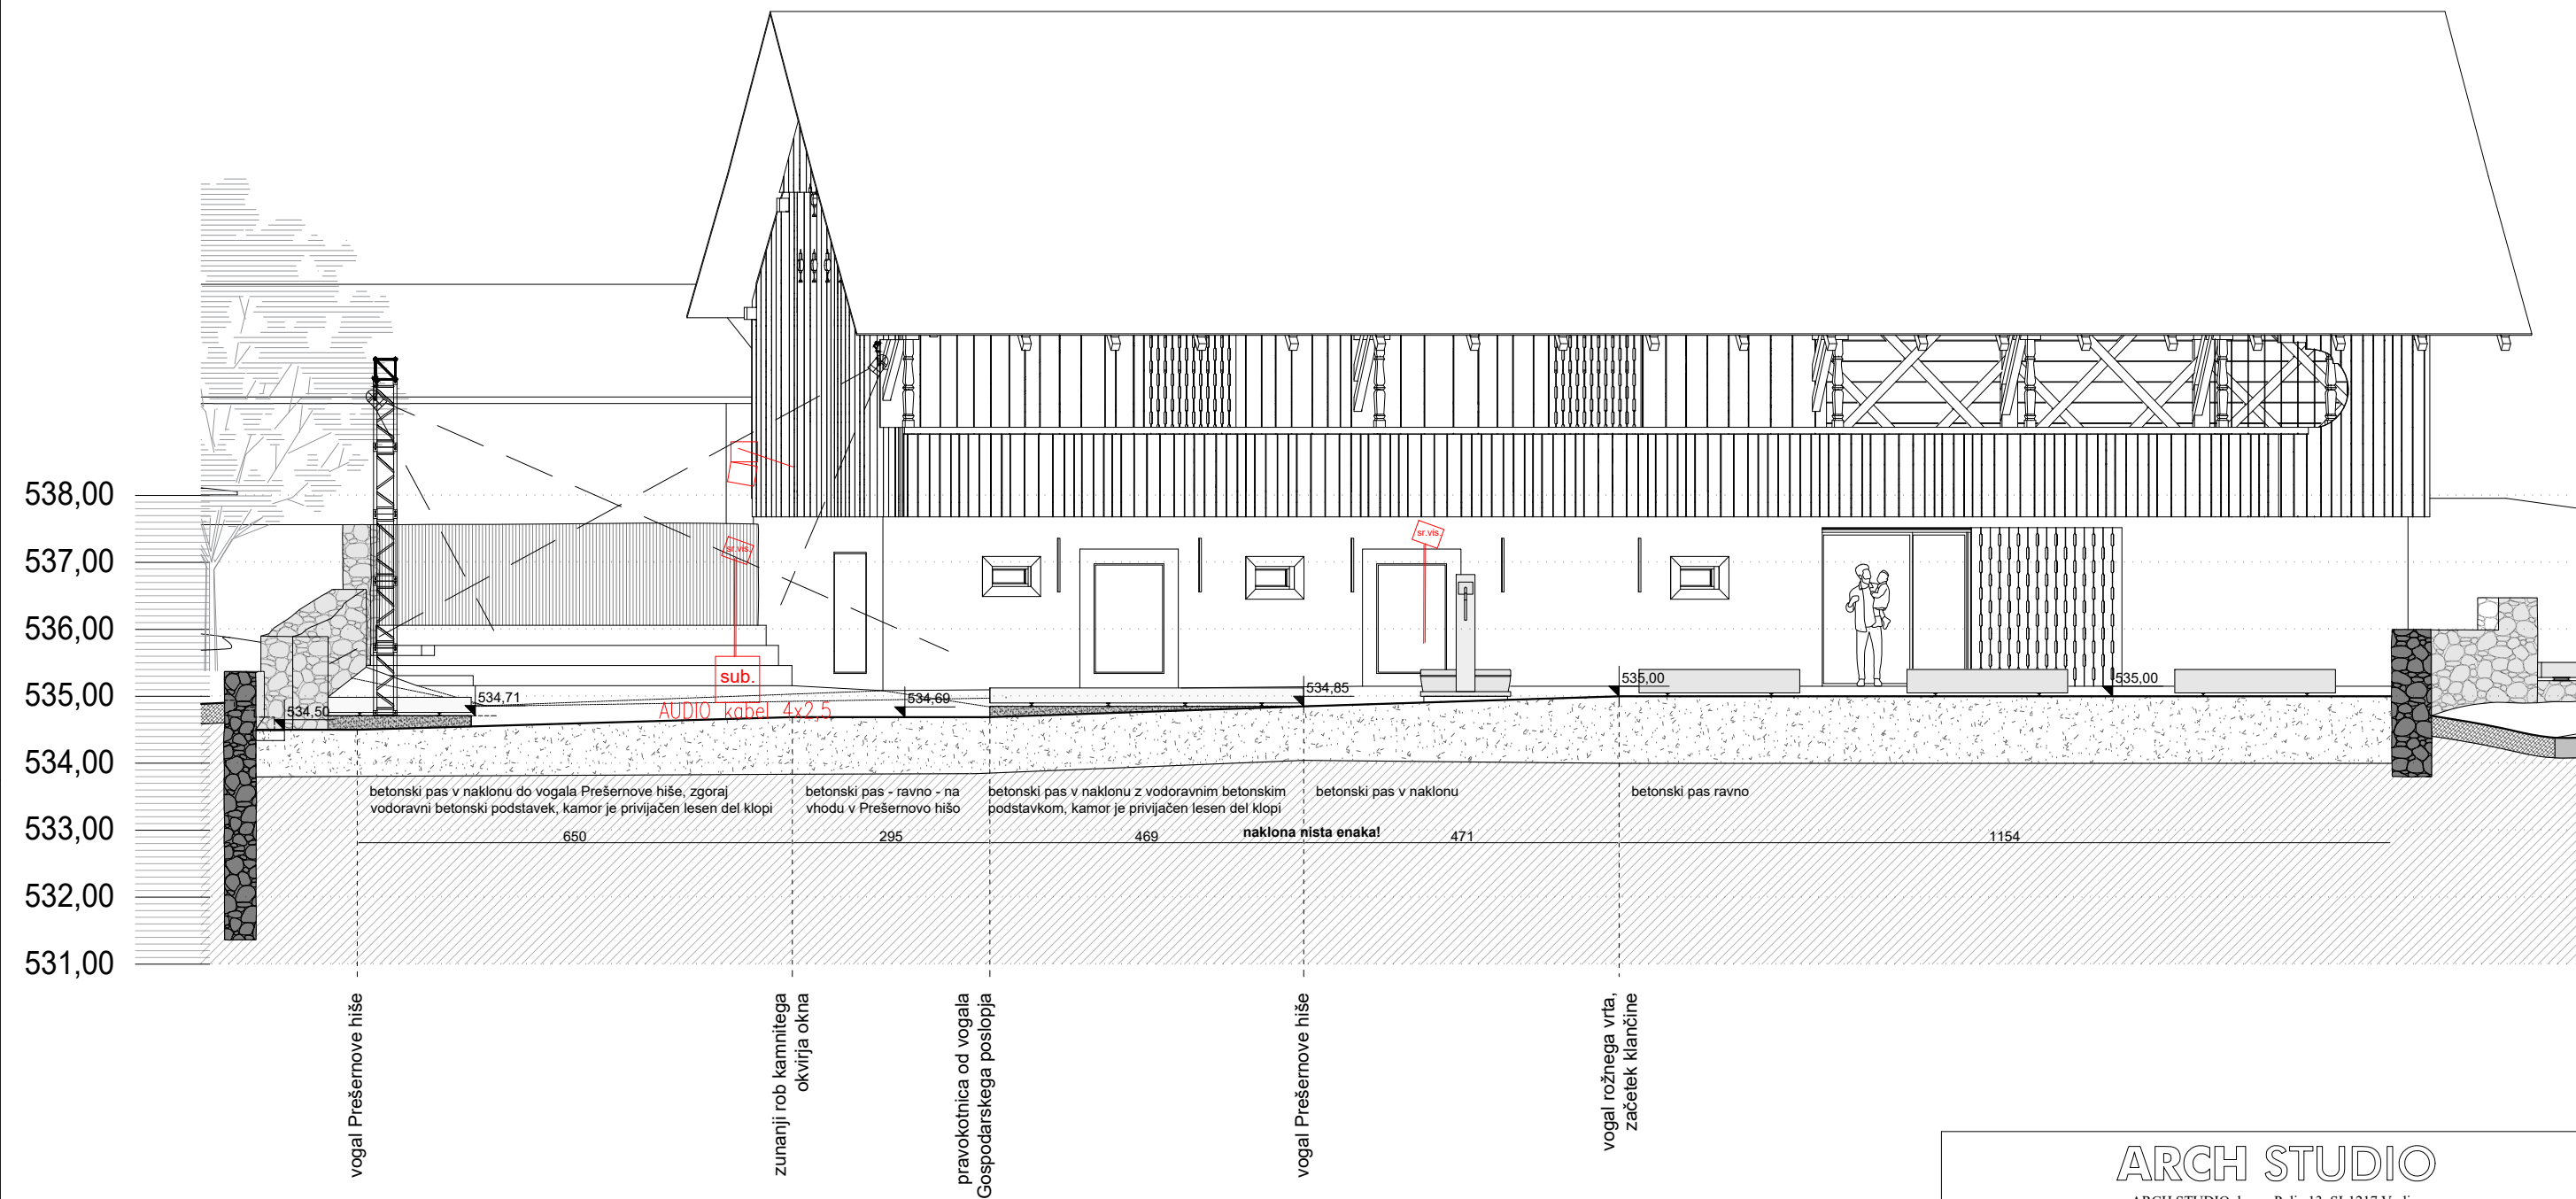 538,00
537,00
536,00
535,00
534,00
533,00
532,00
531,00
sr.vis.
sr.vis.
sub.
AUDIO kabel 4x2,5
534,50
534,71
534,69
534,85
535,00
535,00
betonski pas v naklonu do vogala Prešernove hiše, zgoraj
vodoravni betonski podstavek, kamor je privijačen lesen del klopi
betonski pas - ravno - na
vhodu v Prešernovo hišo
betonski pas v naklonu z vodoravnim betonskim
podstavkom, kamor je privijačen lesen del klopi
betonski pas v naklonu
betonski pas ravno
naklona nista enaka!
650
295
469
471
1154
vogal Prešernove hiše
zunanji rob kamnitega
okvirja okna
pravokotnica od vogala
Gospodarskega poslopja
vogal Prešernove hiše
vogal rožnega vrta,
začetek klančine
ARCH STUDIO